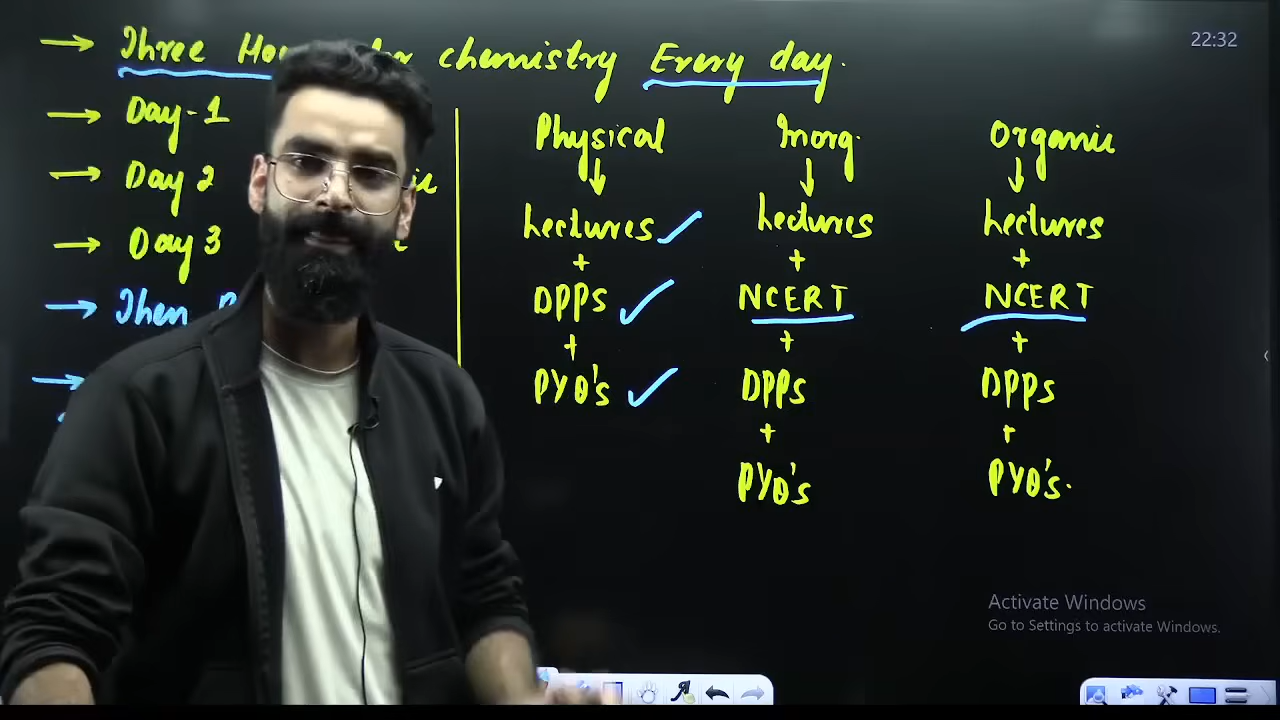 22:32
→ Three for chemistry Every day.
→ Day-1
→ Day 2
→ Day 3
→ Then
Physical Inorg. Organic
↓ ↓ ↓
Lectures ✓ Lectures Lectures
+ + +
DPPs ✓ NCERT NCERT
+ + +
PYQ's ✓ DPPs DPPs
+ +
PYQ's PYQ's.
Activate Windows
Go to Settings to activate Windows.